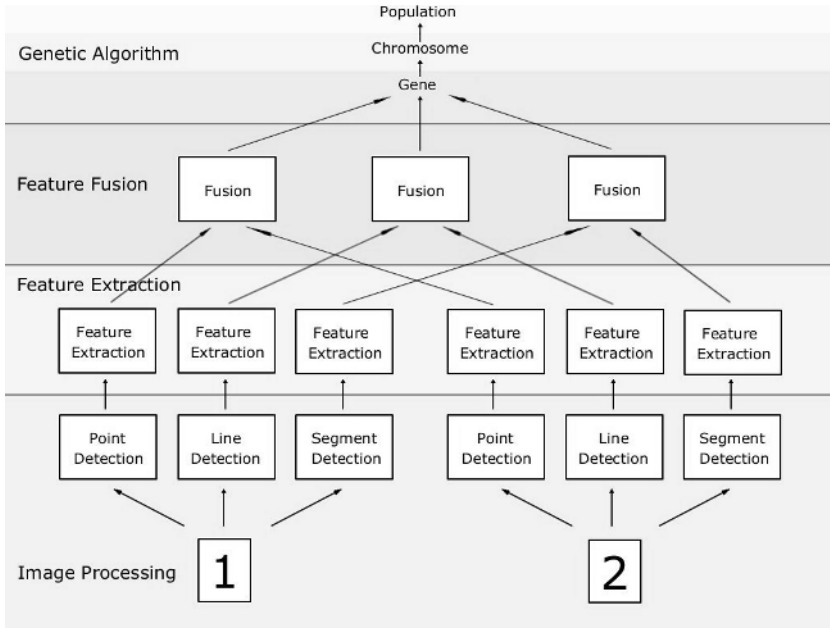 Population
Genetic Algorithm
Chromosome
Gene
Feature Fusion
Fusion
Fusion
Fusion
Feature Extraction
Feature
Extraction
Feature
Extraction
Feature
Extraction
Feature
Extraction
Feature
Extraction
Feature
Extraction
Point
Detection
Line
Detection
Segment
Detection
Point
Detection
Line
Detection
Segment
Detection
Image Processing
1
2